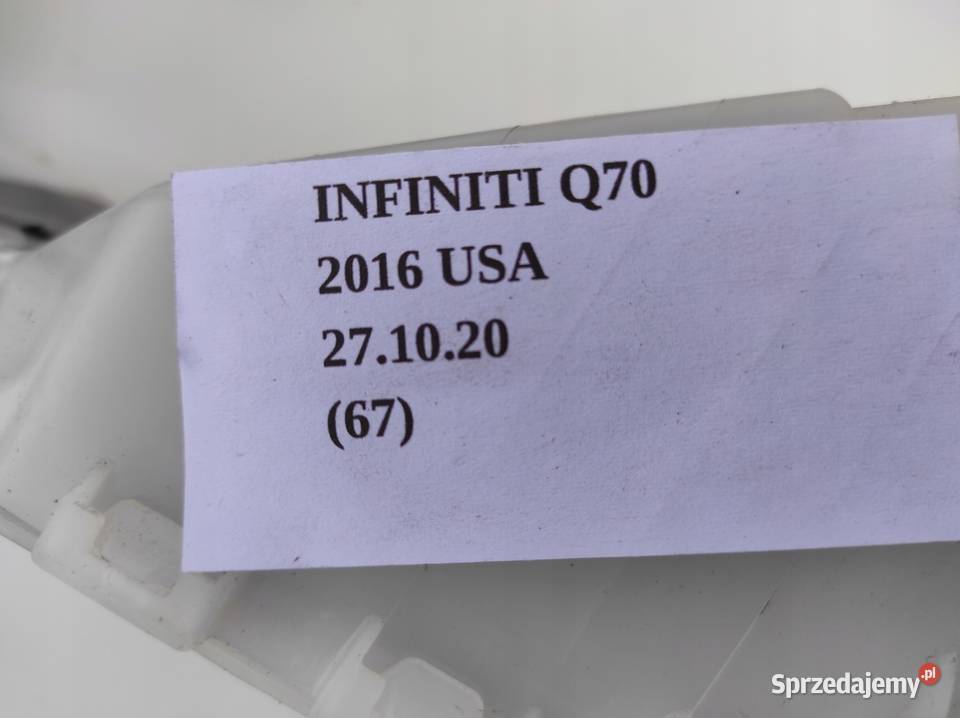 INFINITI Q70
2016 USA
27.10.20
(67)
Sprzedajemy.pl